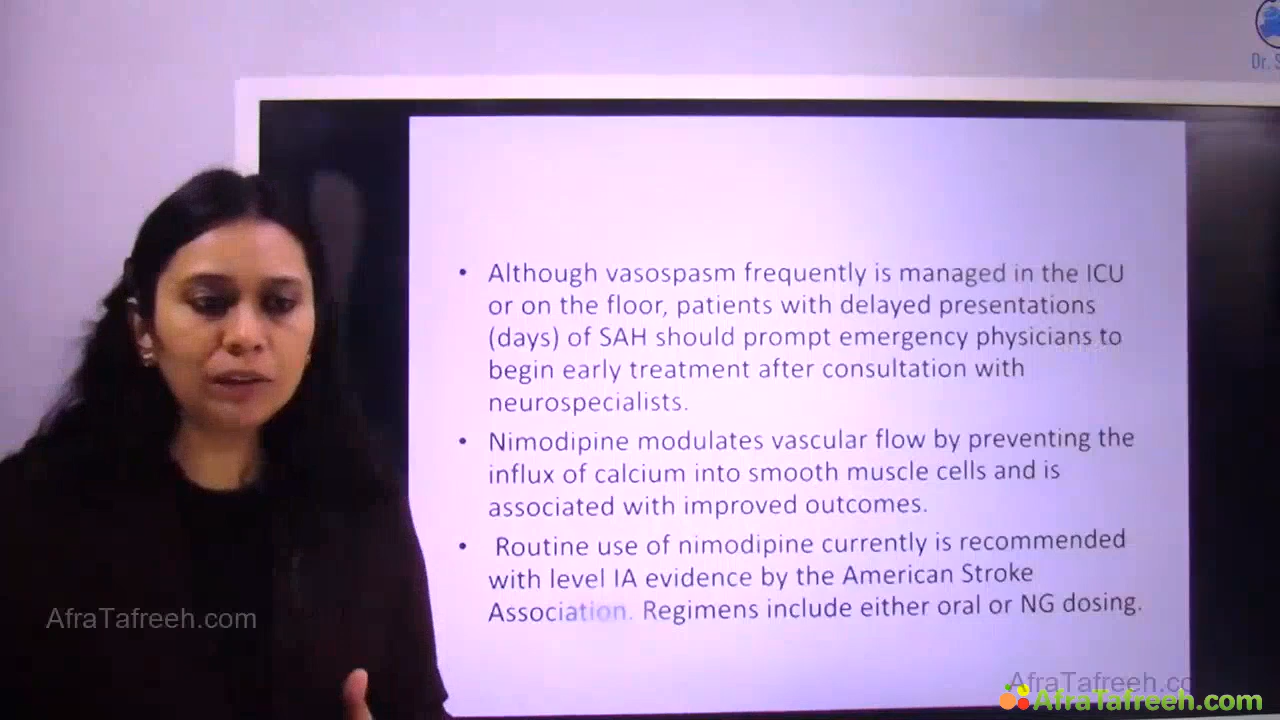 Dr. S
• Although vasospasm frequently is managed in the ICU
or on the floor, patients with delayed presentations
(days) of SAH should prompt emergency physicians to
begin early treatment after consultation with
neurospecialists.
• Nimodipine modulates vascular flow by preventing the
influx of calcium into smooth muscle cells and is
associated with improved outcomes.
• Routine use of nimodipine currently is recommended
with level IA evidence by the American Stroke
Association. Regimens include either oral or NG dosing.
AfraTafreeh.com
AfraTafreeh.co
AfraTafreeh.com